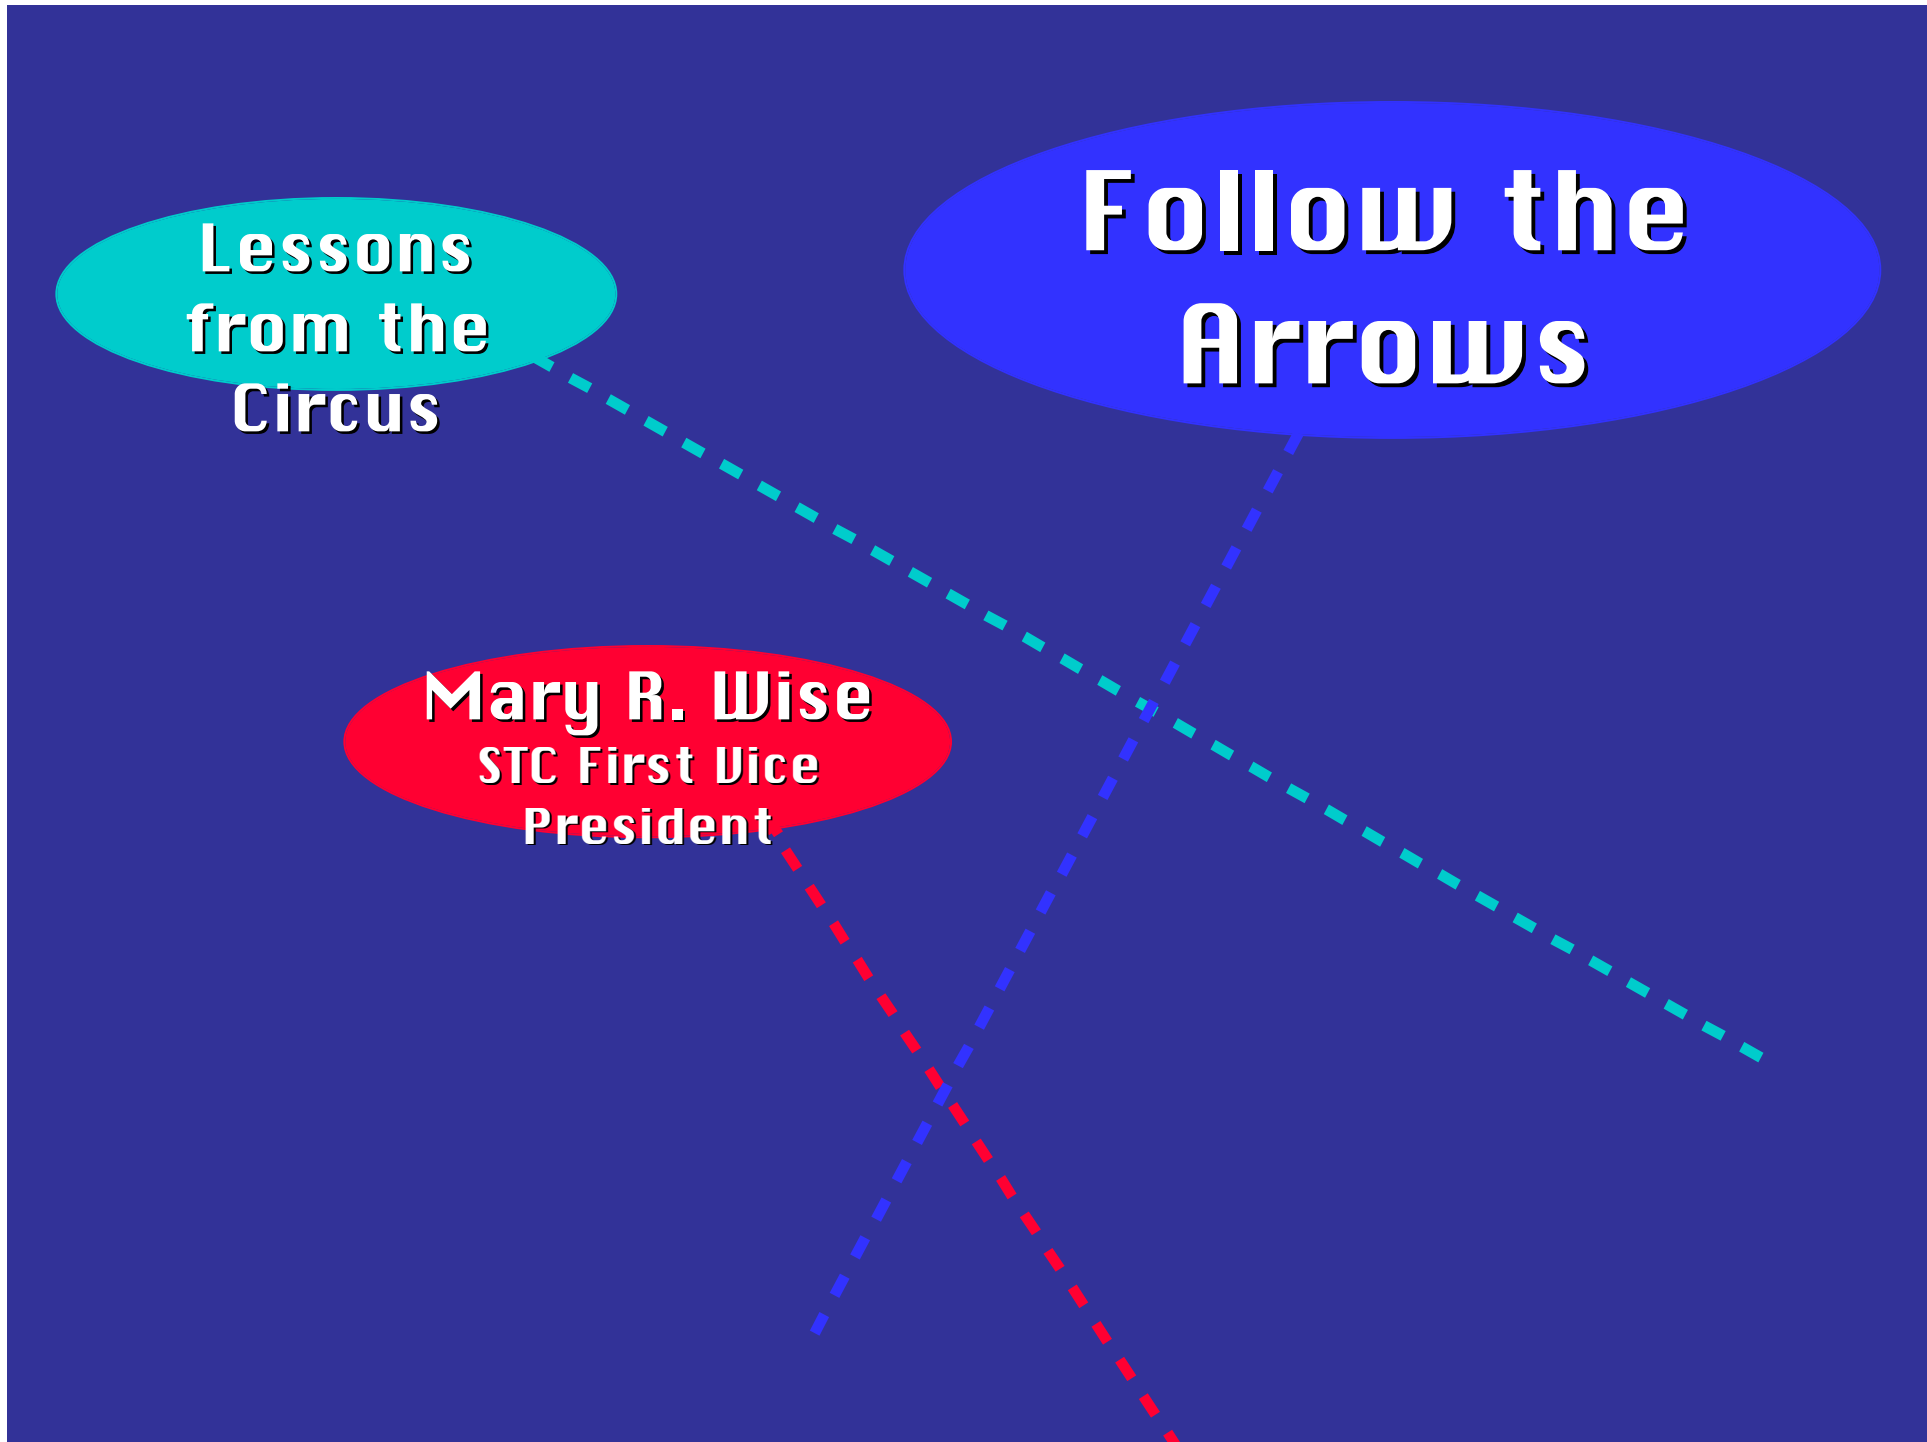 Follow the
Arrows
Lessons
from the
Circus
Mary R. Wise
STC First Vice
President